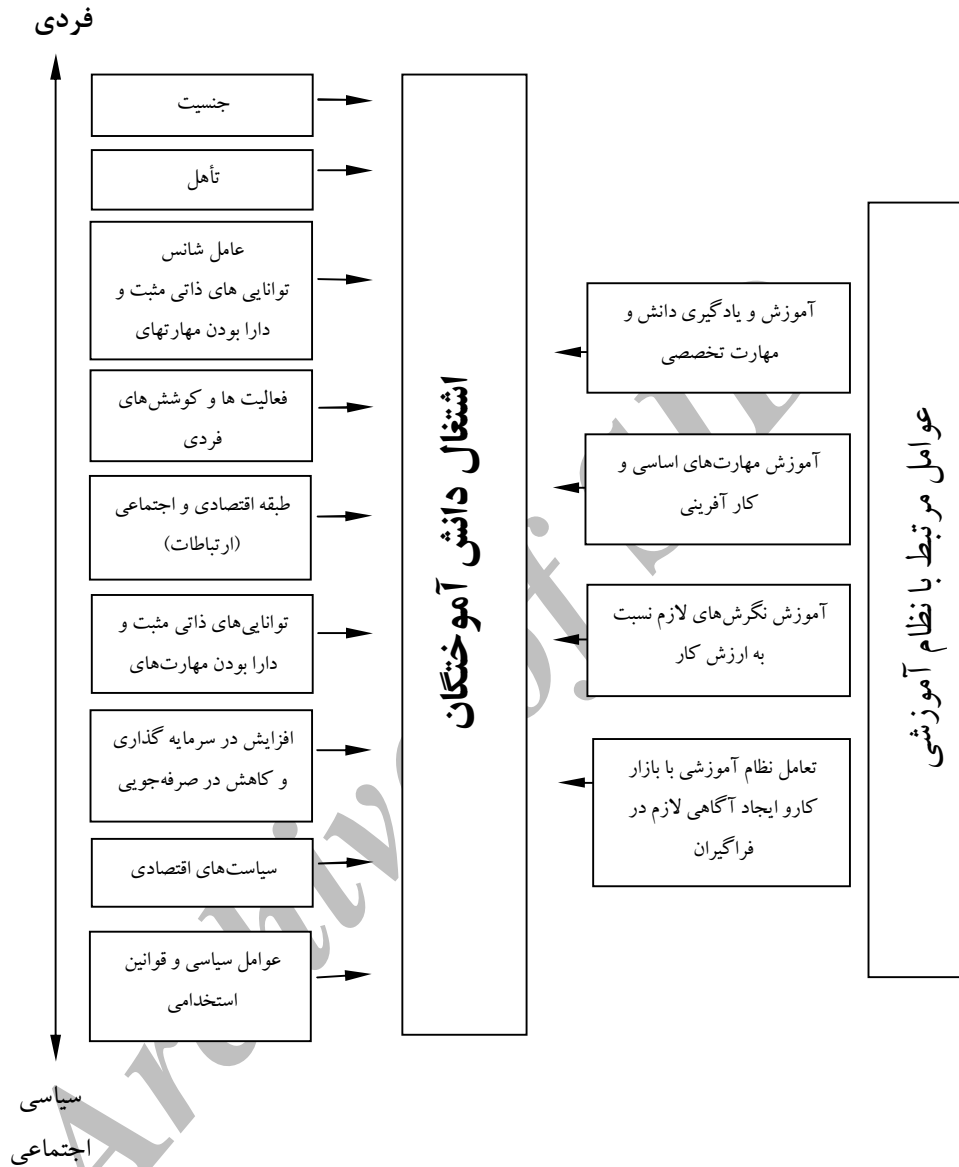 فردی
جنسیت
تأهل
عامل شانس
توانایی های ذاتی مثبت و
دارا بودن مهارتهای
فعالیت ها و کوشش‌های
فردی
طبقه اقتصادی و اجتماعی
(ارتباطات)
توانایی‌های ذاتی مثبت و
دارا بودن مهارت‌های
افزایش در سرمایه گذاری
و کاهش در صرفه‌جویی
سیاست‌های اقتصادی
عوامل سیاسی و قوانین
استخدامی
سیاسی
اجتماعی
اشتغال دانش آموختگان
آموزش و یادگیری دانش و
مهارت تخصصی
آموزش مهارت‌های اساسی و
کار آفرینی
آموزش نگرش‌های لازم نسبت
به ارزش کار
تعامل نظام آموزشی با بازار
کارو ایجاد آگاهی لازم در
فراگیران
عوامل مرتبط با نظام آموزشی
Archive of